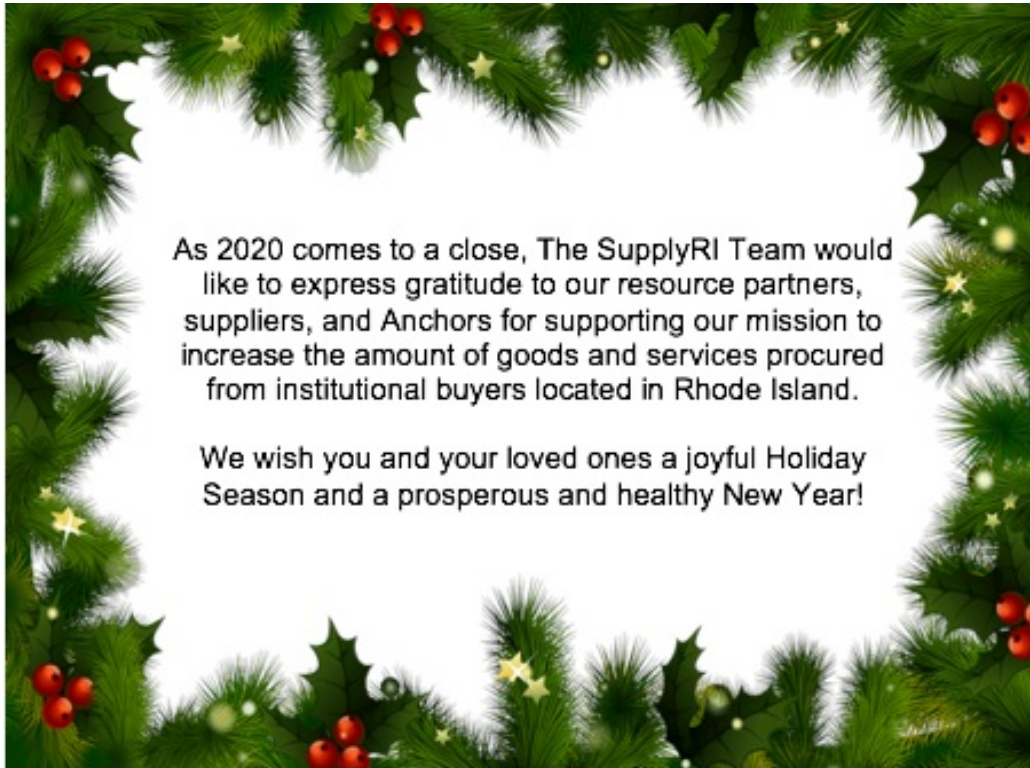 As 2020 comes to a close, The SupplyRI Team would
like to express gratitude to our resource partners,
suppliers, and Anchors for supporting our mission to
increase the amount of goods and services procured
from institutional buyers located in Rhode Island.
We wish you and your loved ones a joyful Holiday
Season and a prosperous and healthy New Year!